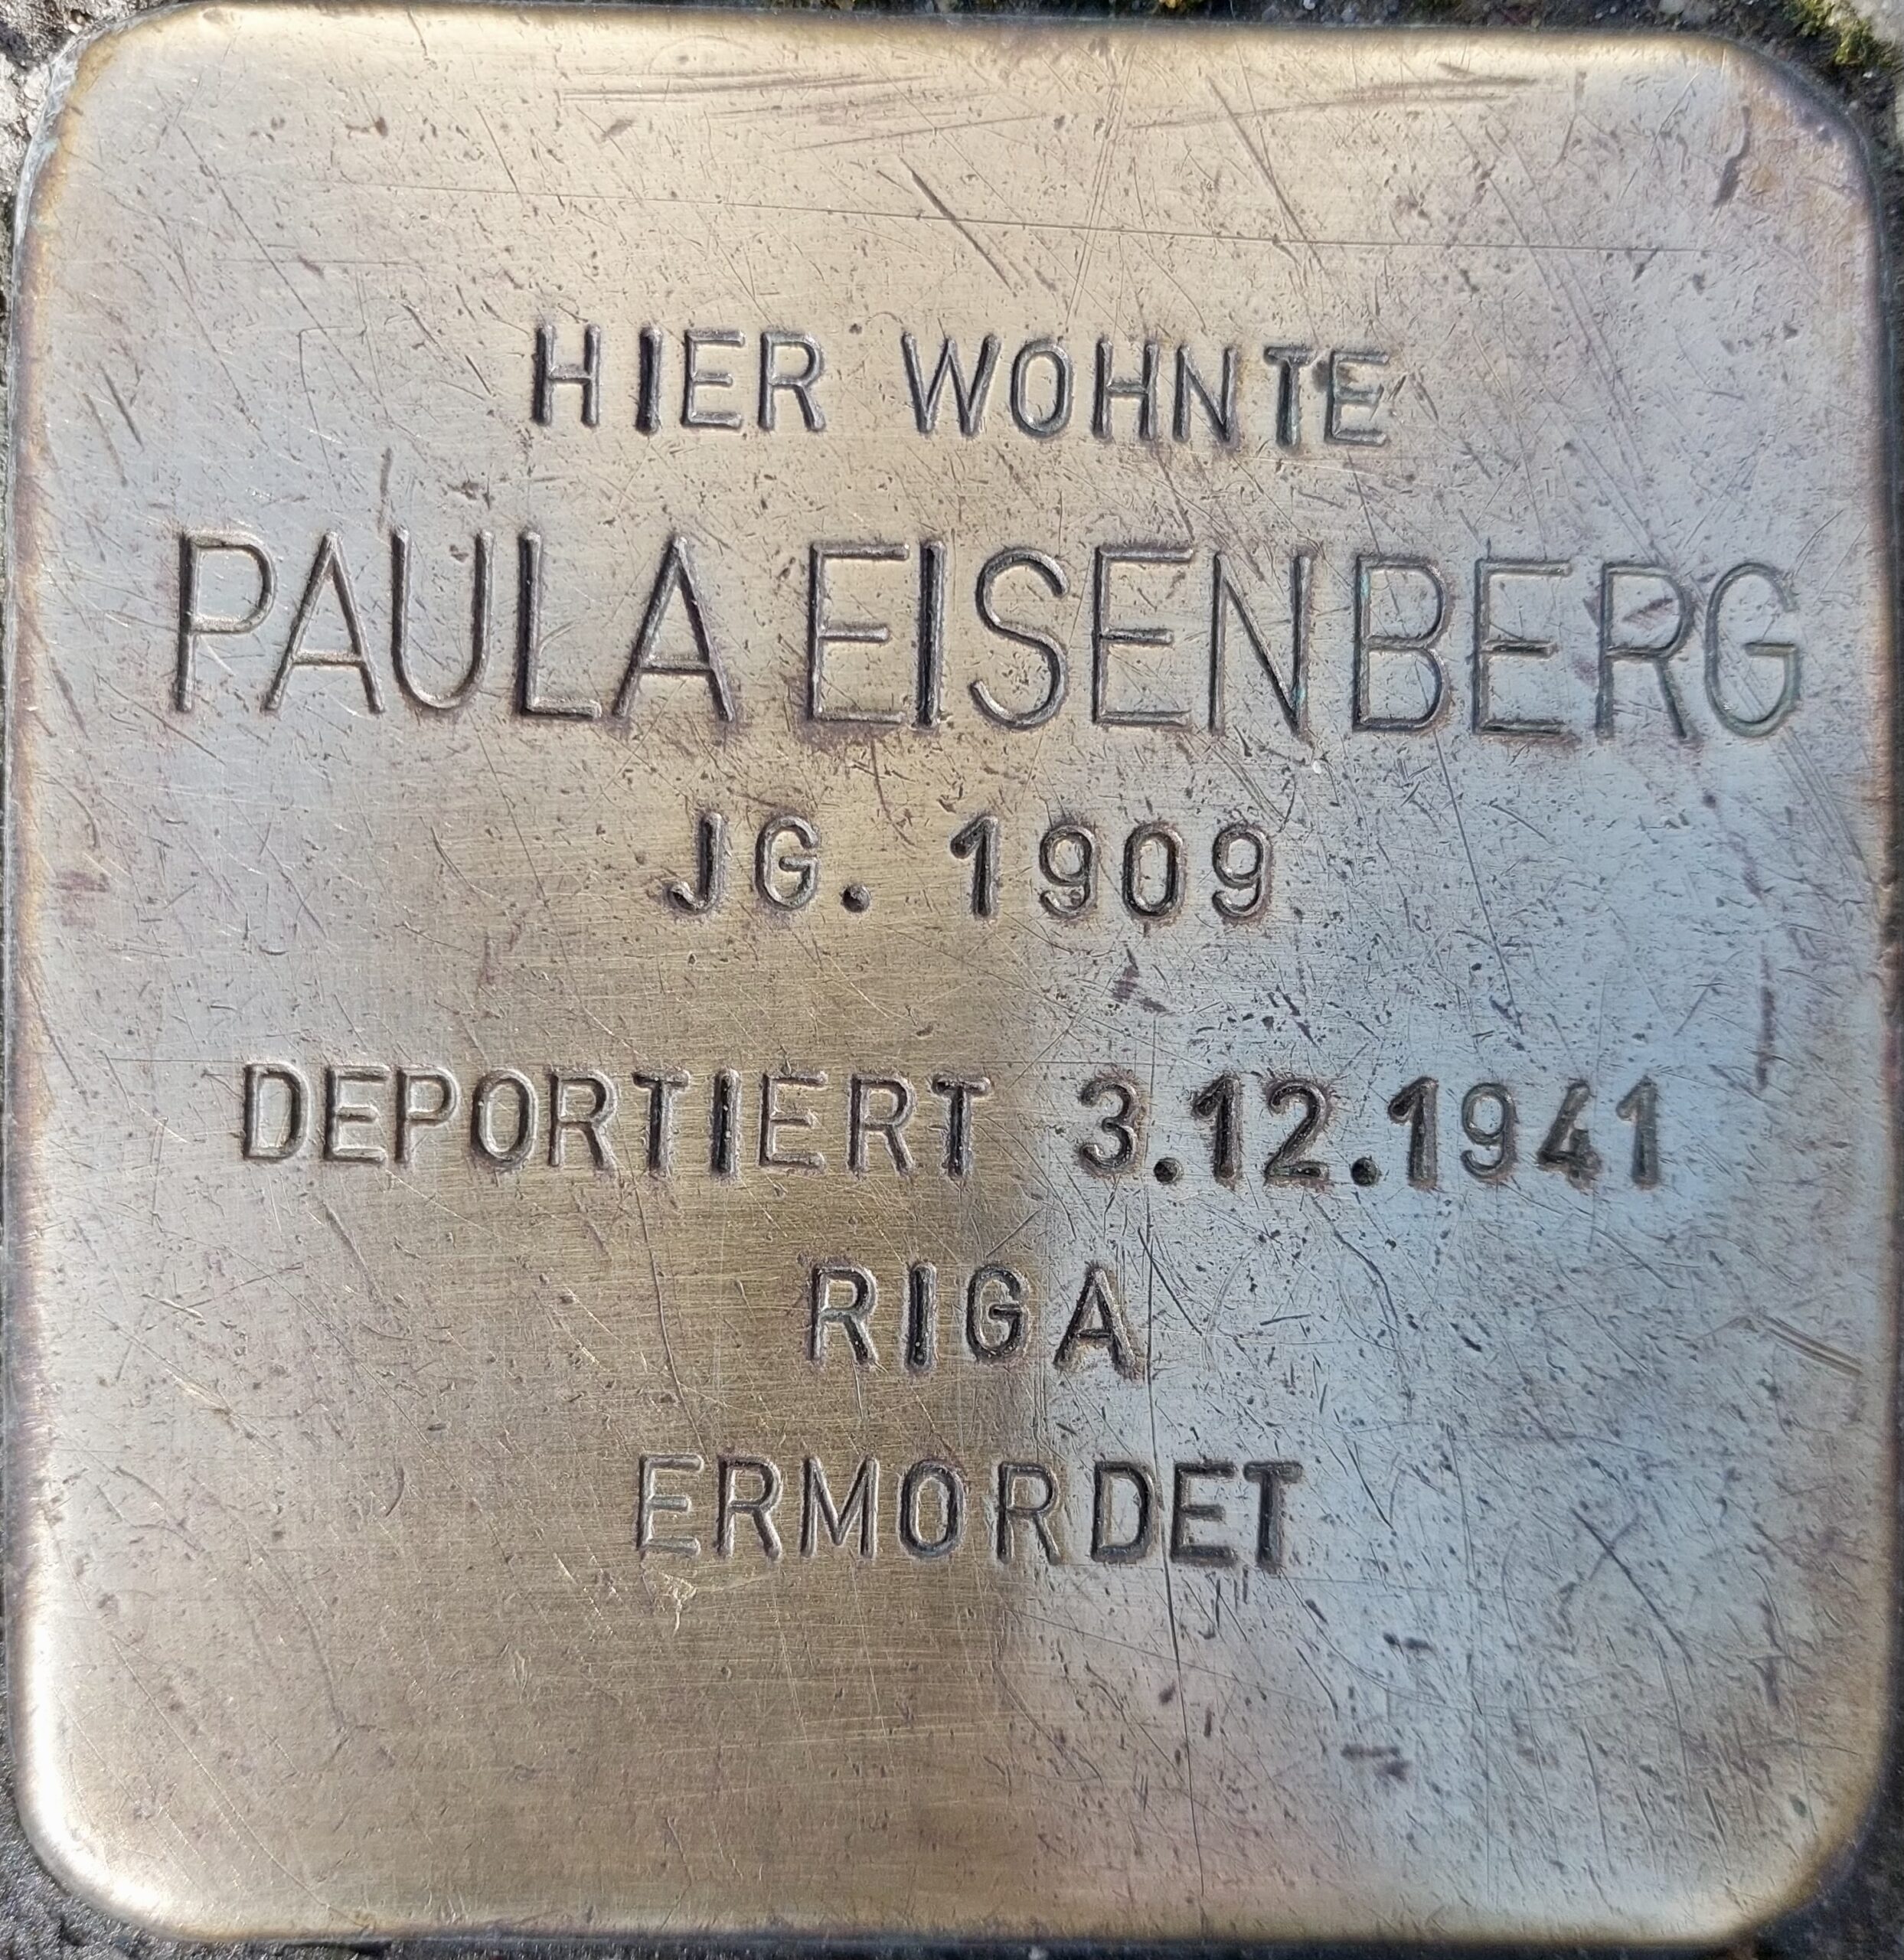 HIER WOHNTE
PAULA EISENBERG
JG. 1909
DEPORTIERT 3.12.1941
RIGA
ERMORDET